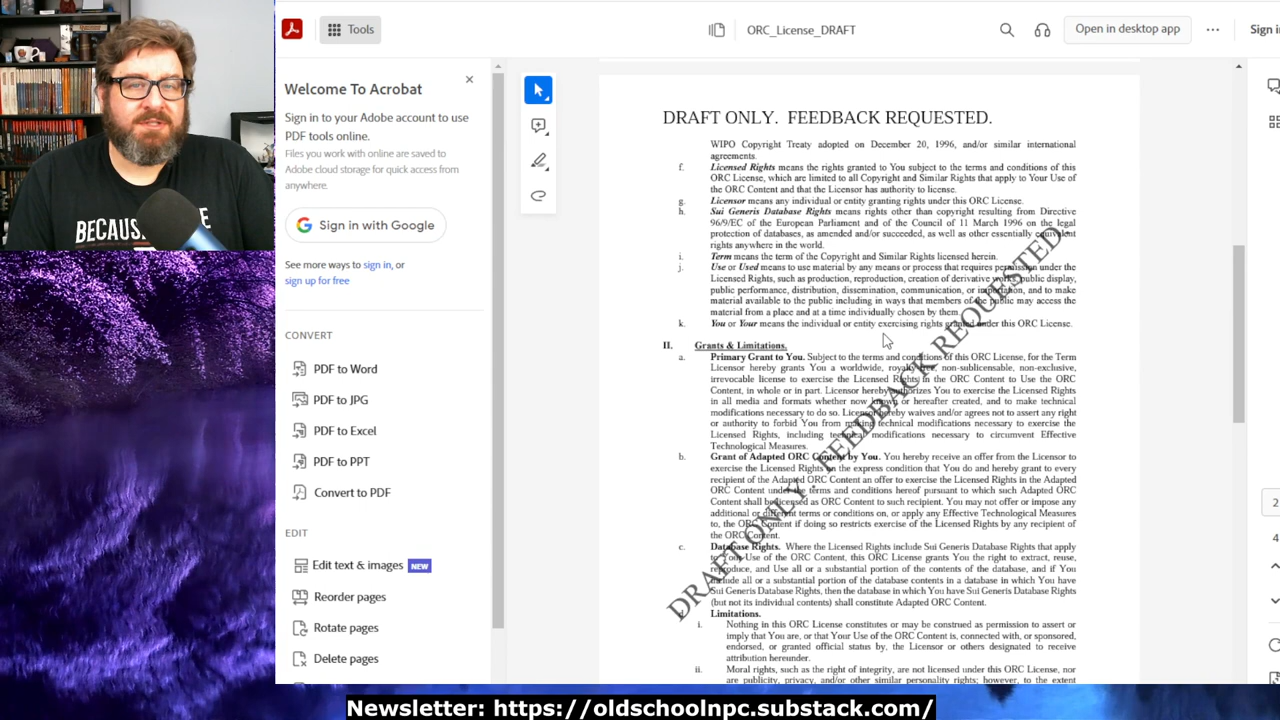 Tools
ORC_License_DRAFT
Open in desktop app
Sign i
Welcome To Acrobat
Sign in to your Adobe account to use
PDF tools online.
Files you work with online are saved to
Adobe cloud storage for quick access from
anywhere.
Sign in with Google
See more ways to sign in, or
sign up for free
CONVERT
PDF to Word
PDF to JPG
PDF to Excel
PDF to PPT
Convert to PDF
EDIT
Edit text & images NEW
Reorder pages
Rotate pages
Delete pages
BECAUSE
DRAFT ONLY. FEEDBACK REQUESTED.
WIPO Copyright Treaty adopted on December 20, 1996, and/or similar international
agreements.
f. Licensed Rights means the rights granted to You subject to the terms and conditions of this
ORC License, which are limited to all Copyright and Similar Rights that apply to Your Use of
the ORC Content and that the Licensor has authority to license.
g. Licensor means any individual or entity granting rights under this ORC License.
h. Sui Generis Database Rights means rights other than copyright resulting from Directive
96/9/EC of the European Parliament and of the Council of 11 March 1996 on the legal
protection of databases, as amended and/or succeeded, as well as other essentially equivalent
rights anywhere in the world.
i. Term means the term of the Copyright and Similar Rights licensed herein.
j. Use or Used means to use material by any means or process that requires permission under the
Licensed Rights, such as production, reproduction, creation of derivative works, public display,
public performance, distribution, dissemination, communication, or importation, and to make
material available to the public including in ways that members of the public may access the
material from a place and at a time individually chosen by them.
k. You or Your means the individual or entity exercising rights granted under this ORC License.
II. Grants & Limitations.
a. Primary Grant to You. Subject to the terms and conditions of this ORC License, for the Term
Licensor hereby grants You a worldwide, royalty-free, non-sublicensable, non-exclusive,
irrevocable license to exercise the Licensed Rights in the ORC Content to Use the ORC
Content, in whole or in part. Licensor hereby authorizes You to exercise the Licensed Rights
in all media and formats whether now known or hereafter created, and to make technical
modifications necessary to do so. Licensor hereby waives and/or agrees not to assert any right
or authority to forbid You from making technical modifications necessary to exercise the
Licensed Rights, including technical modifications necessary to circumvent Effective
Technological Measures.
b. Grant of Adapted ORC Content by You. You hereby receive an offer from the Licensor to
exercise the Licensed Rights on the express condition that You do and hereby grant to every
recipient of the Adapted ORC Content an offer to exercise the Licensed Rights in the Adapted
ORC Content under the terms and conditions hereof pursuant to which such Adapted ORC
Content shall be licensed as ORC Content to such recipient. You may not offer or impose any
additional or different terms or conditions on, or apply any Effective Technological Measures
to, the ORC Content if doing so restricts exercise of the Licensed Rights by any recipient of
the ORC Content.
c. Database Rights. Where the Licensed Rights include Sui Generis Database Rights that apply
to Your Use of the ORC Content, this ORC License grants You the right to extract, reuse,
reproduce, and Use all or a substantial portion of the contents of the database, and if You
include all or a substantial portion of the database contents in a database in which You have
Sui Generis Database Rights, then the database in which You have Sui Generis Database Rights
(but not its individual contents) shall constitute Adapted ORC Content.
Limitations.
i. Nothing in this ORC License constitutes or may be construed as permission to assert or
imply that You are, or that Your Use of the ORC Content is, connected with, or sponsored,
endorsed, or granted official status by, the Licensor or others designated to receive
attribution hereunder.
ii. Moral rights, such as the right of integrity, are not licensed under this ORC License, nor
are publicity, privacy, and/or other similar personality rights; however, to the extent
DRAFT ONLY. FEEDBACK REQUESTED.
2
4
Newsletter: https://oldschoolnpc.substack.com/